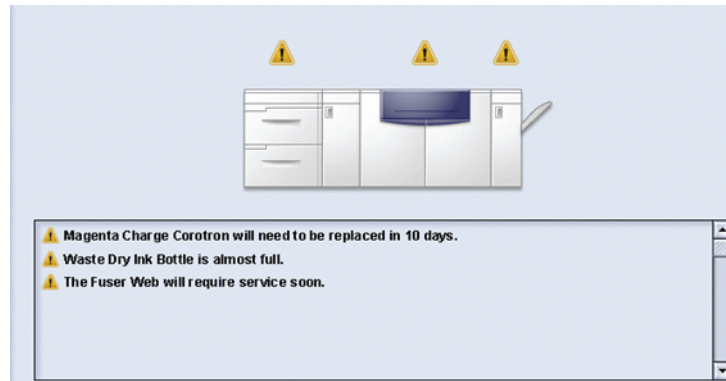 Magenta Charge Corotron will need to be replaced in 10 days.
Waste Dry Ink Bottle is almost full.
The Fuser Web will require service soon.